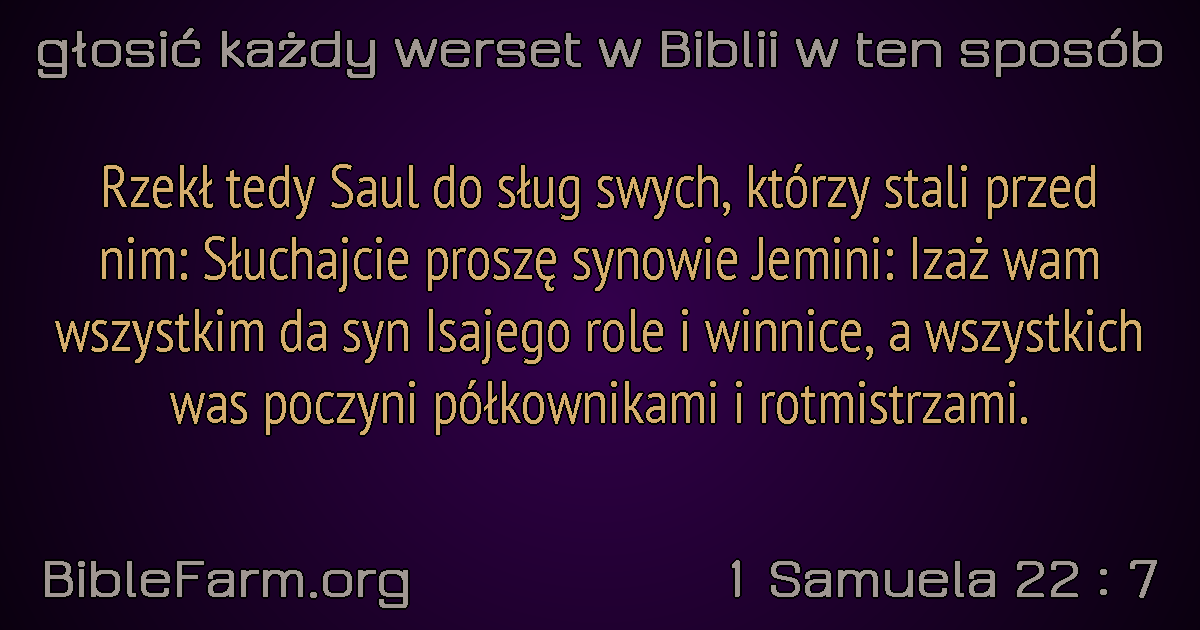 głosić każdy werset w Biblii w ten sposób
Rzekł tedy Saul do sług swych, którzy stali przed
nim: Słuchajcie proszę synowie Jemini: Izaż wam
wszystkim da syn Isajego role i winnice, a wszystkich
was poczyni półkownikami i rotmistrzami.
BibleFarm.org
1 Samuela 22 : 7